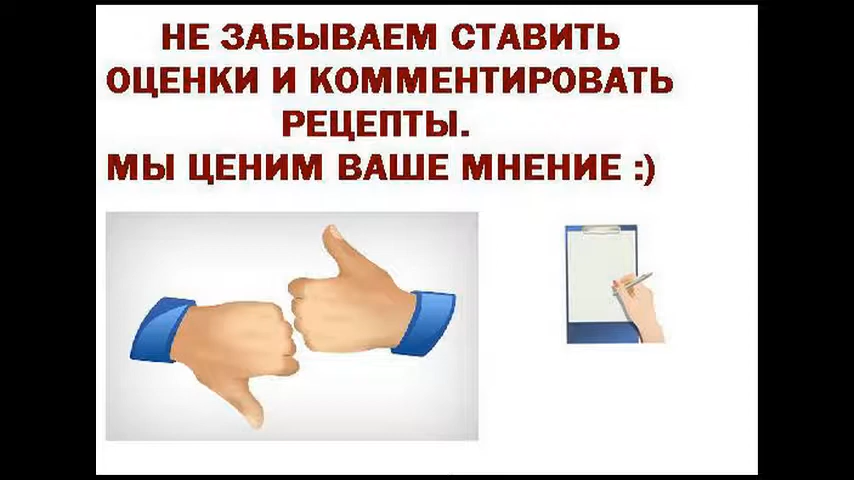 НЕ ЗАБЫВАЕМ СТАВИТЬ
ОЦЕНКИ И КОММЕНТИРОВАТЬ
РЕЦЕПТЫ.
МЫ ЦЕНИМ ВАШЕ МНЕНИЕ :)